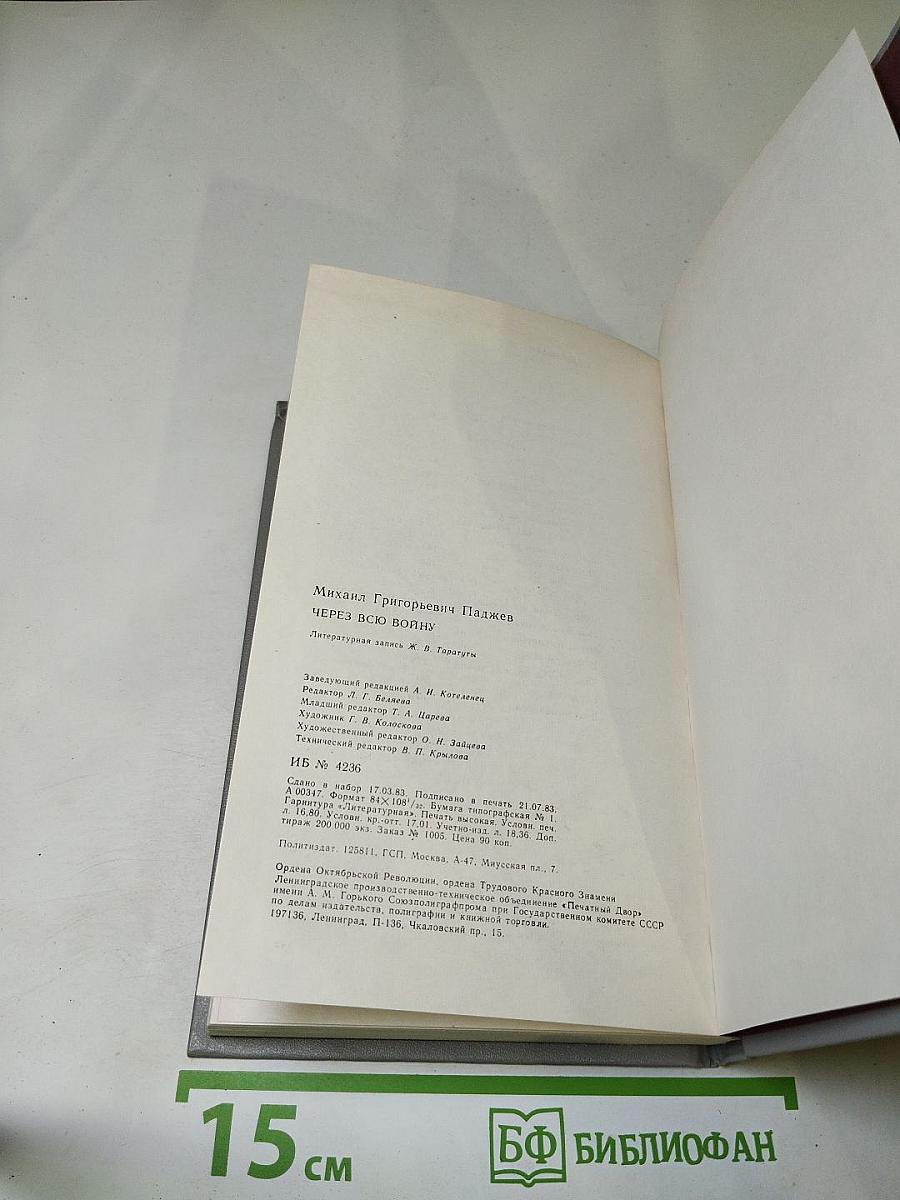 Михаил Григорьевич Паджев
ЧЕРЕЗ ВСЮ ВОЙНУ
Литературная запись Ж. В. Таратуты
Заведующий редакцией А. И. Котеленец
Редактор Л. Г. Беляева
Младший редактор Т. А. Царева
Художник Г. В. Колоскова
Художественный редактор О. Н. Зайцева
Технический редактор В. П. Крылова
ИБ № 4236
Сдано в набор 17.03.83. Подписано в печать 21.07.83.
А 00347. Формат 84×108¹/₃₂. Бумага типографская № 1.
Гарнитура «Литературная». Печать высокая. Условн. печ.
л. 16,80. Условн. кр.-отт. 17,01. Учетно-изд. л. 18,36. Доп.
тираж 200 000 экз. Заказ № 1005. Цена 90 коп.
Политиздат. 125811, ГСП, Москва, А-47, Миусская пл., 7.
Ордена Октябрьской Революции, ордена Трудового Красного Знамени
Ленинградское производственно-техническое объединение «Печатный Двор»
имени А. М. Горького Союзполиграфпрома при Государственном комитете СССР
по делам издательств, полиграфии и книжной торговли.
197136, Ленинград, П-136, Чкаловский пр., 15.
15 см
БФ БИБЛИОФАН